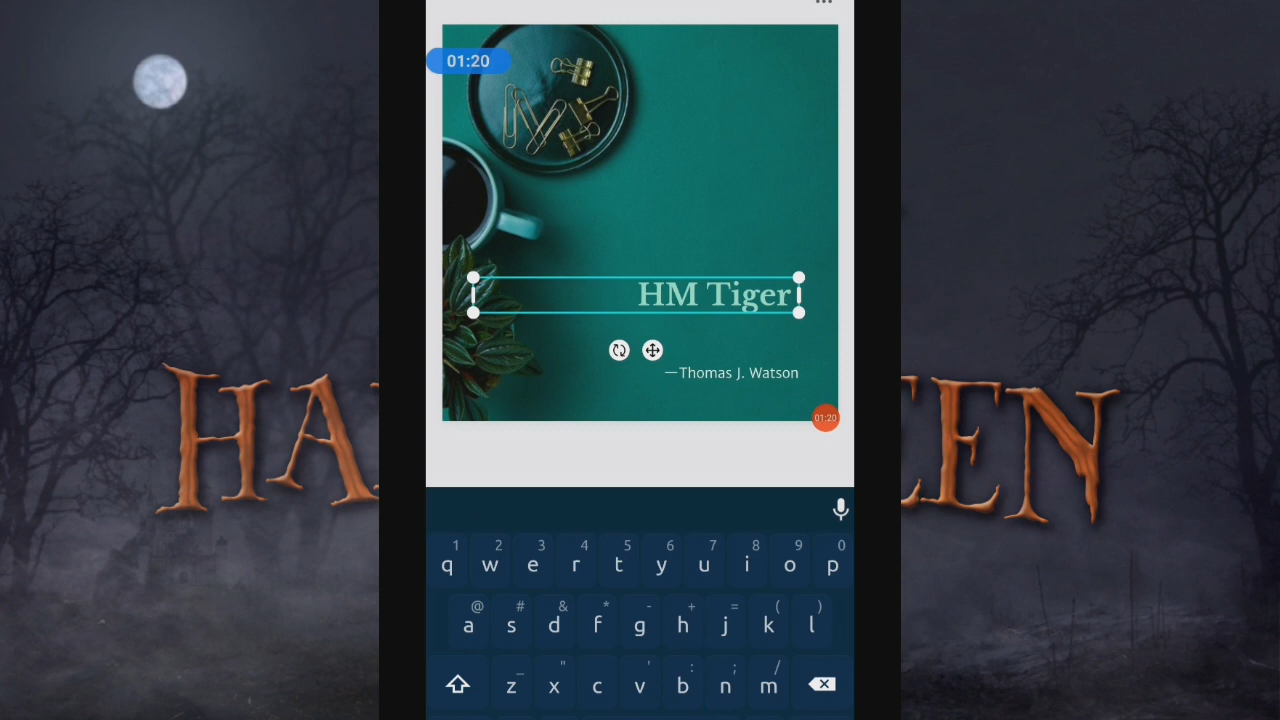 01:20
HM Tiger
—Thomas J. Watson
01:20
HA
EEN
1 2 3 4 5 6 7 8 9 0
q w e r t y u i o p
@ # & * - + = ( )
a s d f g h j k l
_ " ' : ; /
z x c v b n m